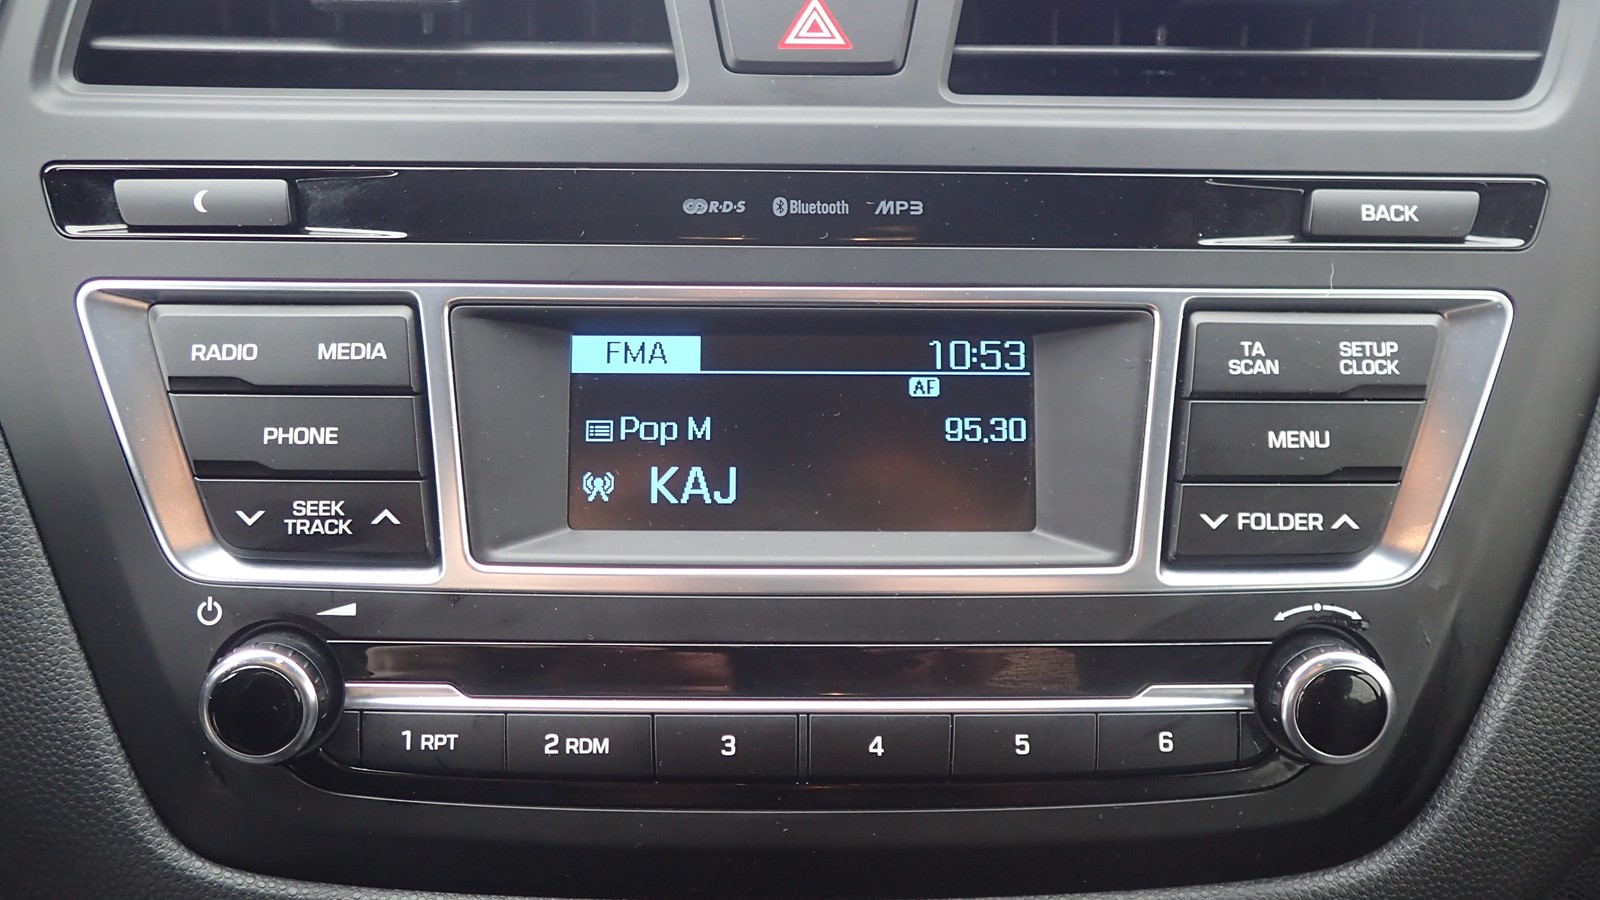 R·D·S Bluetooth MP3
BACK
RADIO MEDIA
PHONE
SEEK
TRACK
FMA 10:53
AF
Pop M 95.30
KAJ
TA
SCAN
SETUP
CLOCK
MENU
FOLDER
1 RPT
2 RDM
3
4
5
6